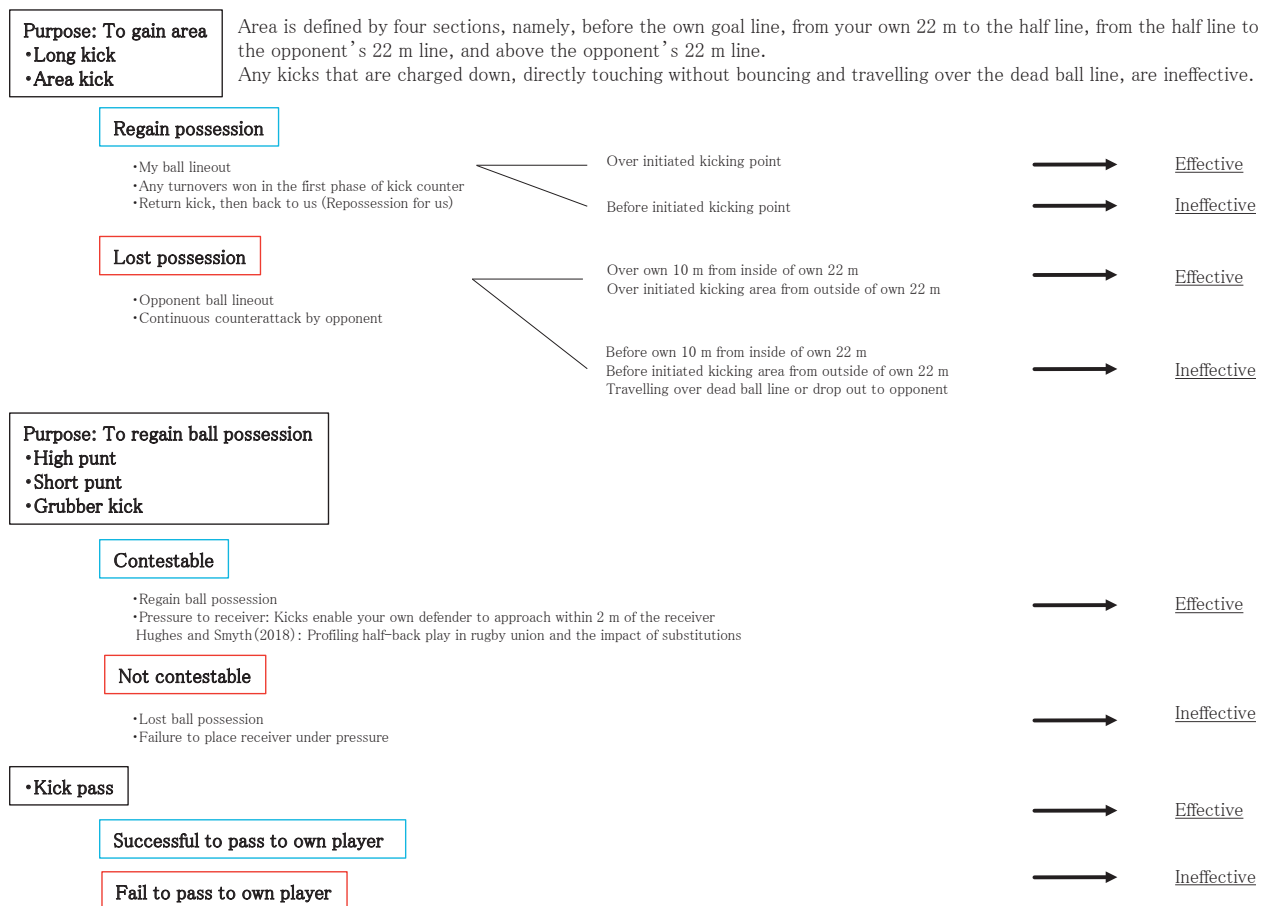 Purpose: To gain area
・Long kick
・Area kick
Area is defined by four sections, namely, before the own goal line, from your own 22 m to the half line, from the half line to
the opponent’s 22 m line, and above the opponent’s 22 m line.
Any kicks that are charged down, directly touching without bouncing and travelling over the dead ball line, are ineffective.
Regain possession
・My ball lineout
・Any turnovers won in the first phase of kick counter
・Return kick, then back to us (Repossession for us)
Over initiated kicking point
Effective
Before initiated kicking point
Ineffective
Lost possession
・Opponent ball lineout
・Continuous counterattack by opponent
Over own 10 m from inside of own 22 m
Over initiated kicking area from outside of own 22 m
Effective
Before own 10 m from inside of own 22 m
Before initiated kicking area from outside of own 22 m
Travelling over dead ball line or drop out to opponent
Ineffective
Purpose: To regain ball possession
・High punt
・Short punt
・Grubber kick
Contestable
・Regain ball possession
・Pressure to receiver: Kicks enable your own defender to approach within 2 m of the receiver
Hughes and Smyth(2018): Profiling half-back play in rugby union and the impact of substitutions
Effective
Not contestable
・Lost ball possession
・Failure to place receiver under pressure
Ineffective
・Kick pass
Successful to pass to own player
Effective
Fail to pass to own player
Ineffective